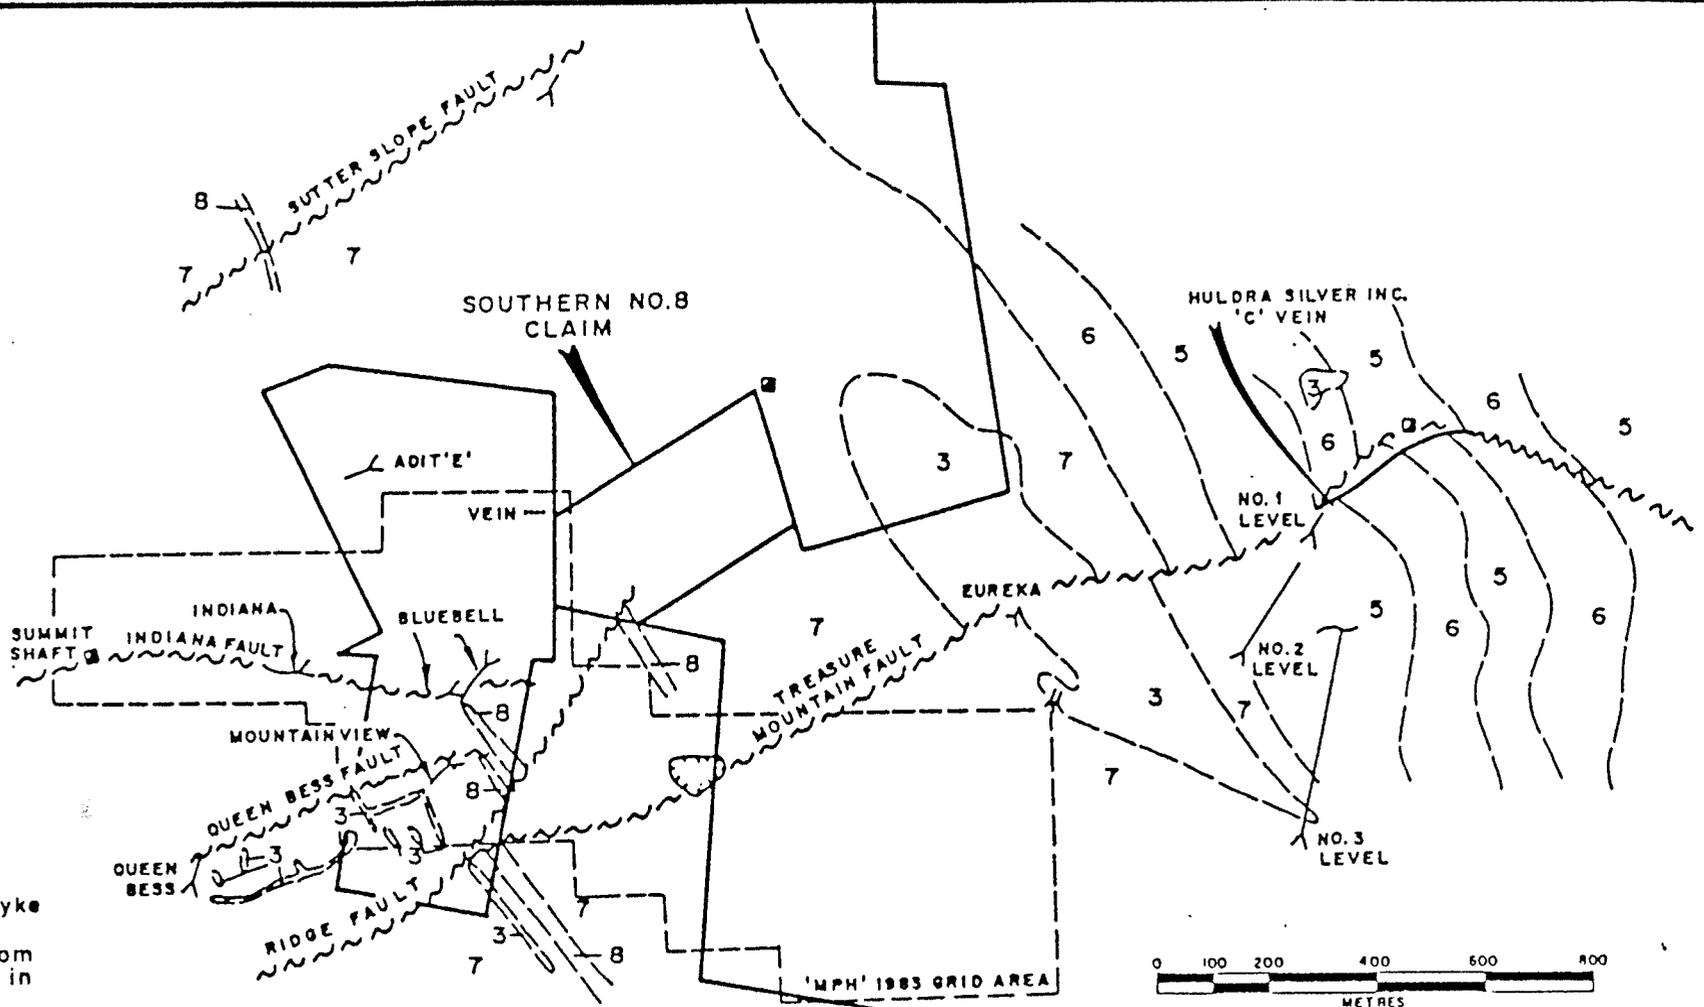 SUTTER SLOPE FAULT
8
7
7
SOUTHERN NO.8
CLAIM
HULDRA SILVER INC.
'C' VEIN
6
5
5
3
6
6
5
ADIT 'E'
3
7
VEIN
NO. 1
LEVEL
EUREKA
5
5
6
6
INDIANA
BLUEBELL
7
SUMMIT
SHAFT
INDIANA FAULT
8
NO. 2
LEVEL
TREASURE
MOUNTAIN FAULT
3
7
8
MOUNTAINVIEW
QUEEN BESS FAULT
8
7
3
3
3
QUEEN
BESS
NO. 3
LEVEL
yke
RIDGE FAULT
7
3
8
7
om
in
'MPH' 1983 GRID AREA
0 100 200 400 600 800
METRES